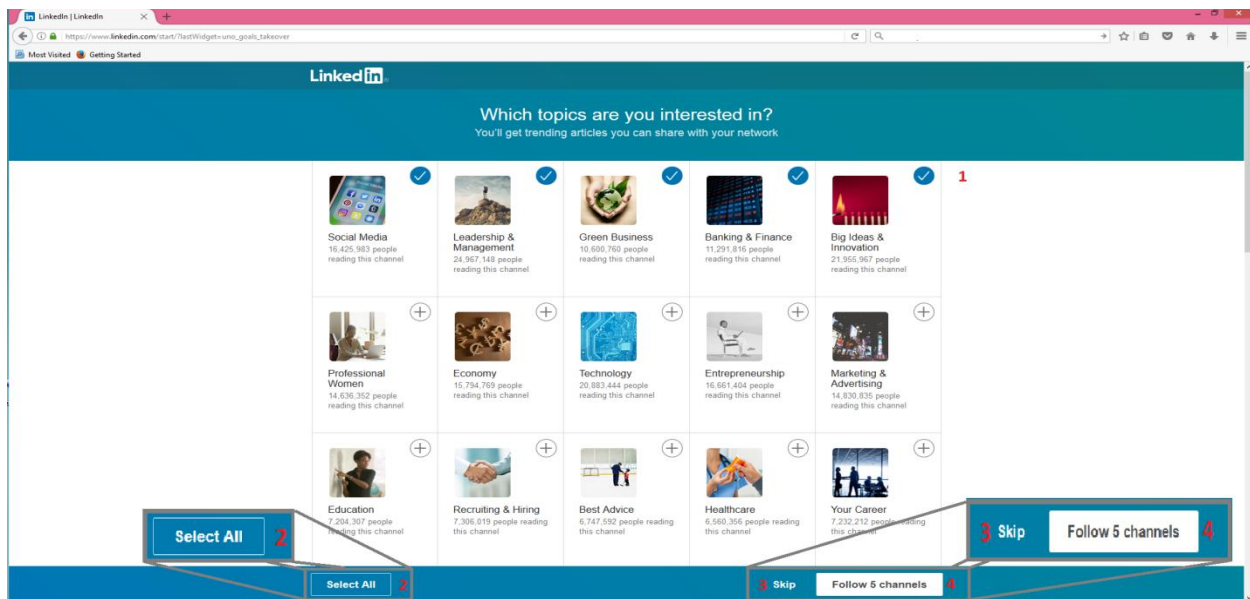 LinkedIn | LinkedIn
https://www.linkedin.com/start/?lastWidget=uno_goals_takeover
Most Visited Getting Started
Linked in
Which topics are you interested in?
You'll get trending articles you can share with your network
1
Social Media
16,425,983 people
reading this channel
Leadership &
Management
24,967,148 people
reading this channel
Green Business
10,600,760 people
reading this channel
Banking & Finance
11,291,816 people
reading this channel
Big Ideas &
Innovation
21,955,967 people
reading this channel
Professional
Women
14,636,352 people
reading this channel
Economy
15,794,769 people
reading this channel
Technology
20,883,444 people
reading this channel
Entrepreneurship
16,661,404 people
reading this channel
Marketing &
Advertising
14,830,835 people
reading this channel
Education
7,204,307 people
reading this channel
Recruiting & Hiring
7,306,019 people reading
this channel
Best Advice
6,747,592 people reading
this channel
Healthcare
6,560,356 people reading
this channel
Your Career
7,232,212 people reading
this channel
Select All 2
3 Skip Follow 5 channels 4
Select All 2
3 Skip Follow 5 channels 4